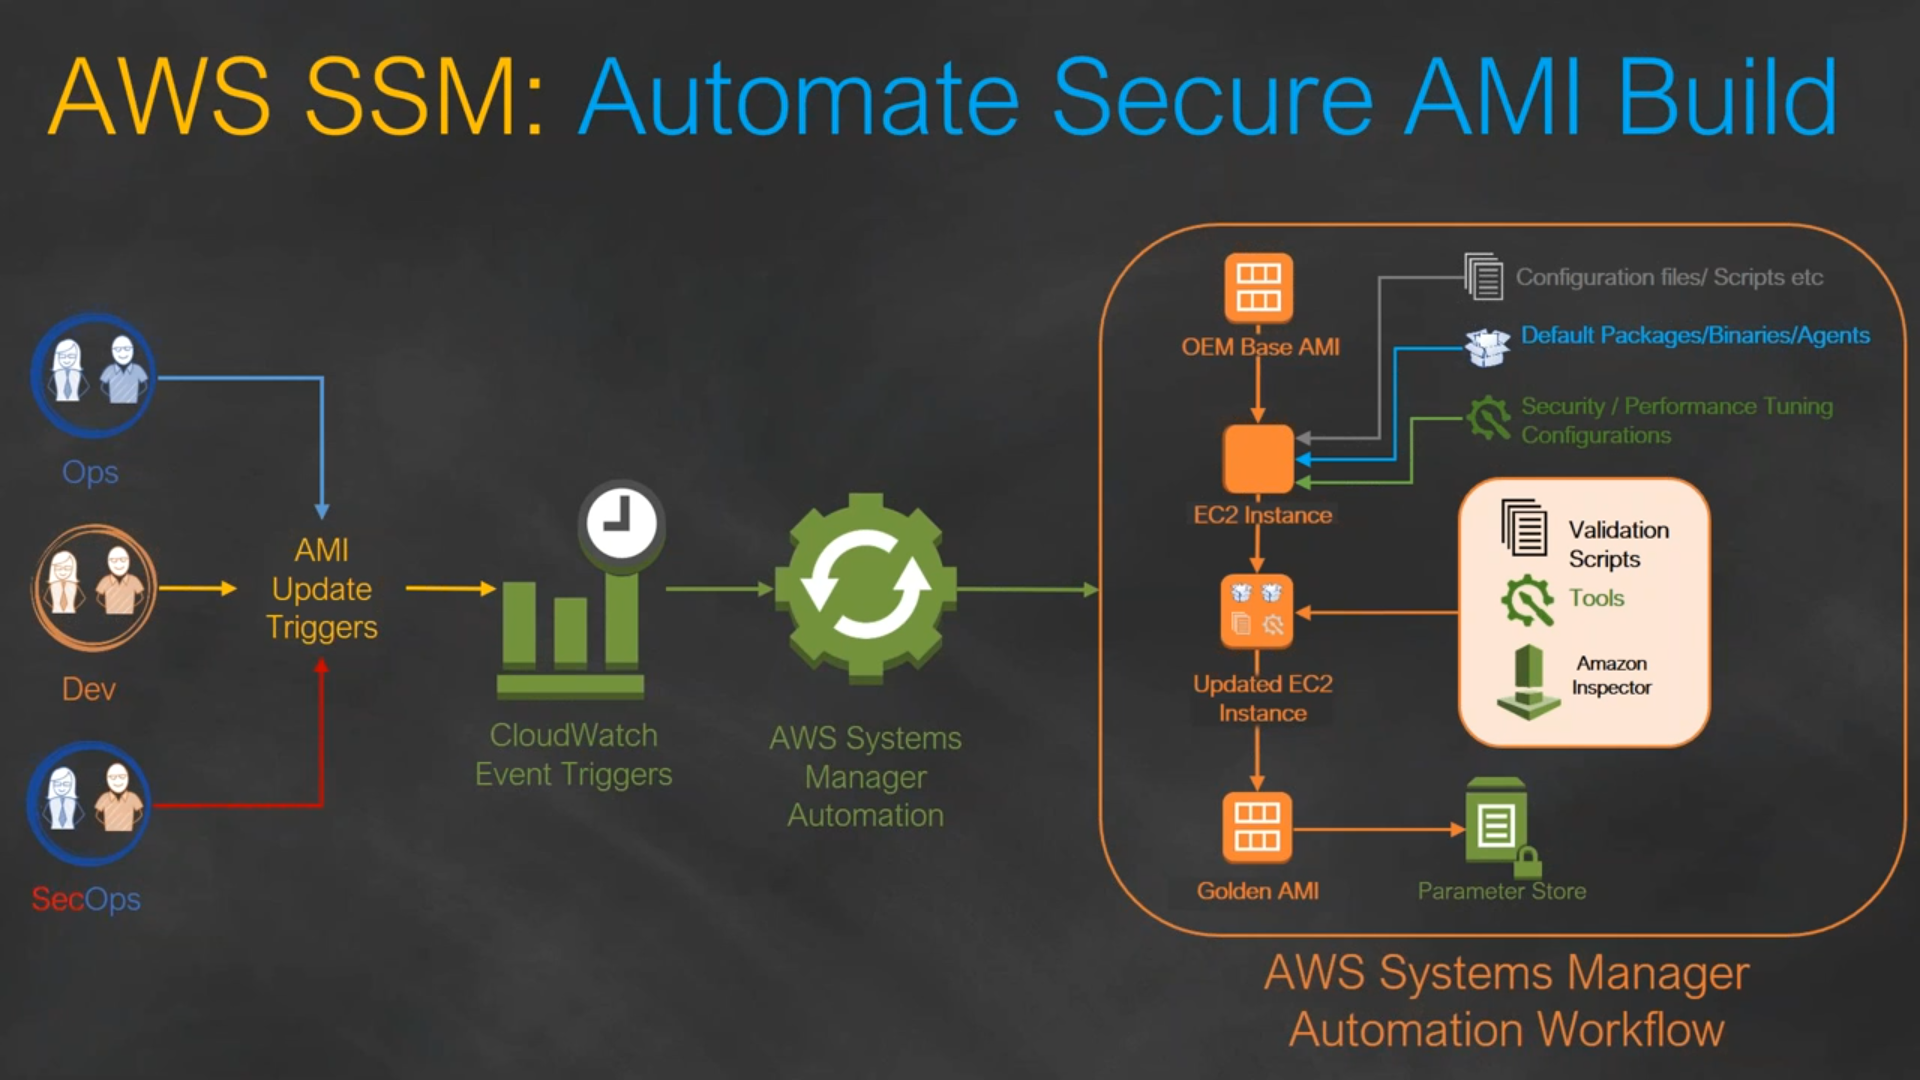 AWS SSM: Automate Secure AMI Build
Ops
Dev
SecOps
AMI
Update
Triggers
CloudWatch
Event Triggers
AWS Systems
Manager
Automation
OEM Base AMI
Configuration files/ Scripts etc
Default Packages/Binaries/Agents
Security / Performance Tuning
Configurations
EC2 Instance
Validation
Scripts
Tools
Amazon
Inspector
Updated EC2
Instance
Golden AMI
Parameter Store
AWS Systems Manager
Automation Workflow